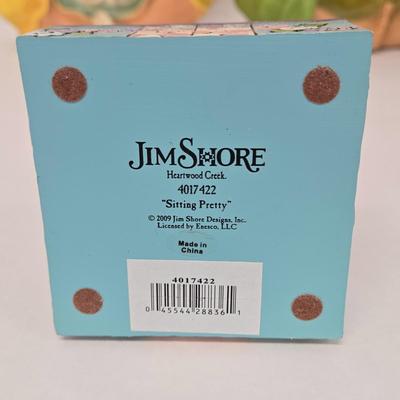 JIM SHORE
Heartwood Creek.
4017422
"Sitting Pretty"
© 2009 Jim Shore Designs, Inc.
Licensed by Enesco, LLC
Made in
China
4017422
0 45544 28836 1